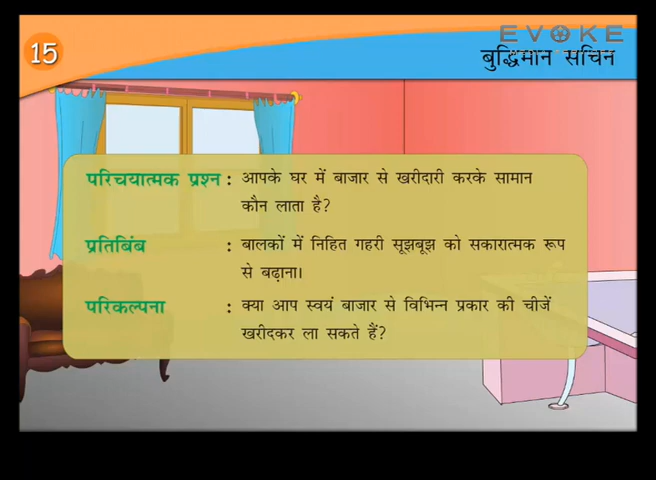 EVOKE
15
बुद्धिमान सचिन
परिचयात्मक प्रश्न : आपके घर में बाजार से खरीदारी करके सामान
कौन लाता है?
प्रतिबिंब : बालकों में निहित गहरी सूझबूझ को सकारात्मक रूप
से बढ़ाना।
परिकल्पना : क्या आप स्वयं बाजार से विभिन्न प्रकार की चीजें
खरीदकर ला सकते हैं?